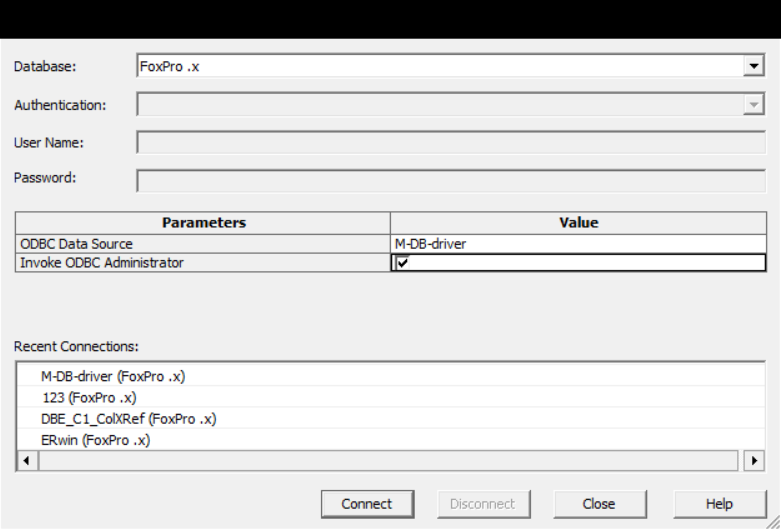 Database: FoxPro .x
Authentication:
User Name:
Password:
Parameters Value
ODBC Data Source M-DB-driver
Invoke ODBC Administrator
Recent Connections:
M-DB-driver (FoxPro .x)
123 (FoxPro .x)
DBE_C1_ColXRef (FoxPro .x)
ERwin (FoxPro .x)
Connect Disconnect Close Help